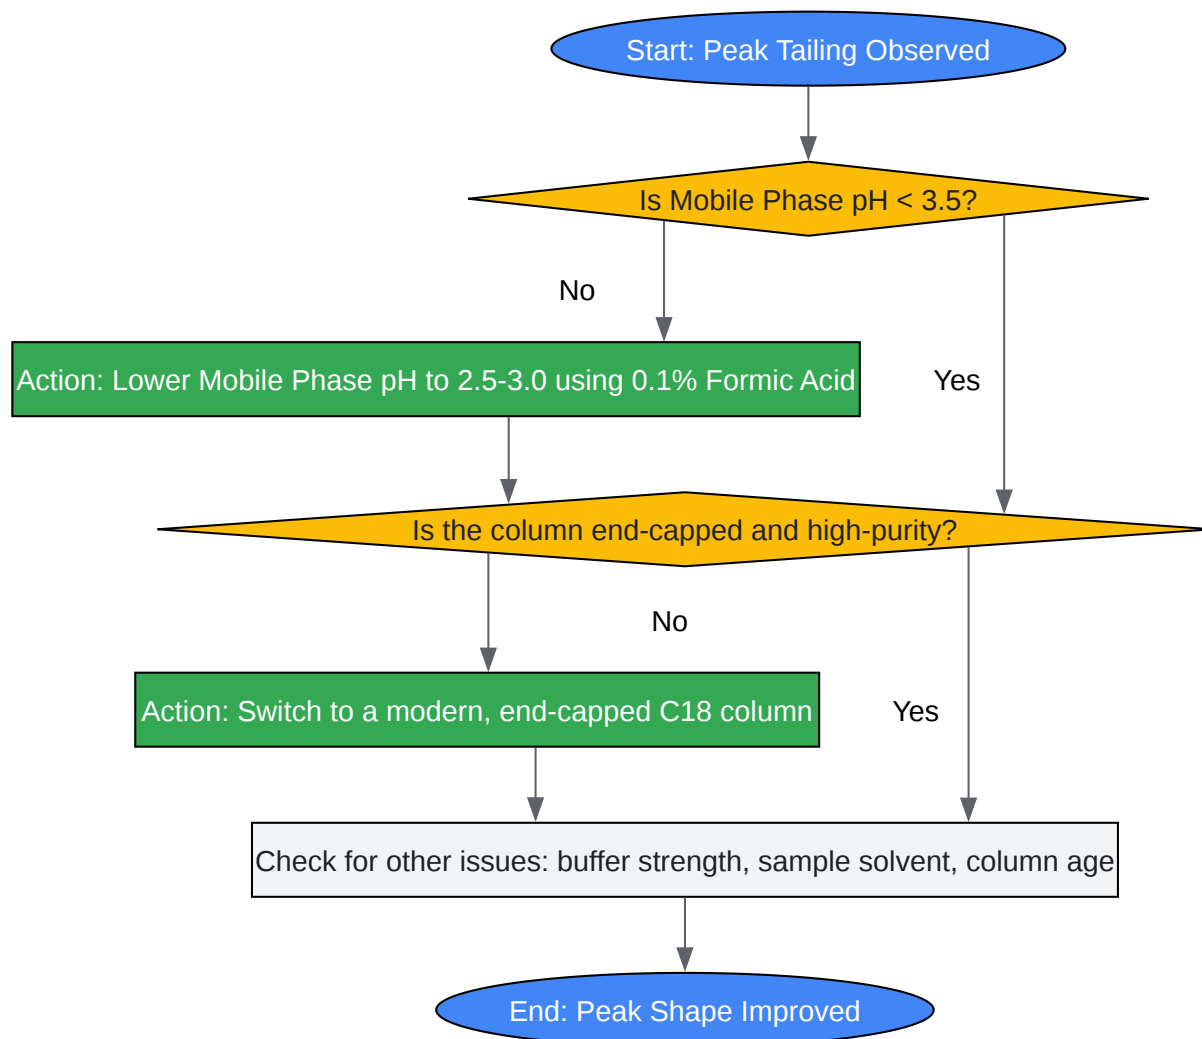 Start: Peak Tailing Observed
Is Mobile Phase pH < 3.5?
No
Action: Lower Mobile Phase pH to 2.5-3.0 using 0.1% Formic Acid
Yes
Is the column end-capped and high-purity?
No
Action: Switch to a modern, end-capped C18 column
Yes
Check for other issues: buffer strength, sample solvent, column age
End: Peak Shape Improved